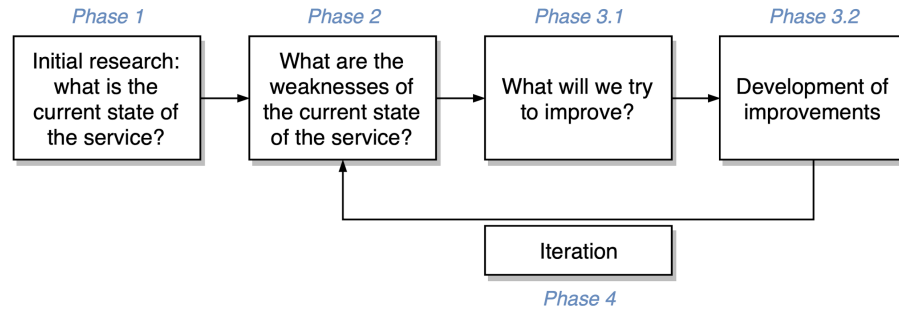 Phase 1
Initial research:
what is the
current state of
the service?
Phase 2
What are the
weaknesses of
the current state
of the service?
Phase 3.1
What will we try
to improve?
Phase 3.2
Development of
improvements
Iteration
Phase 4